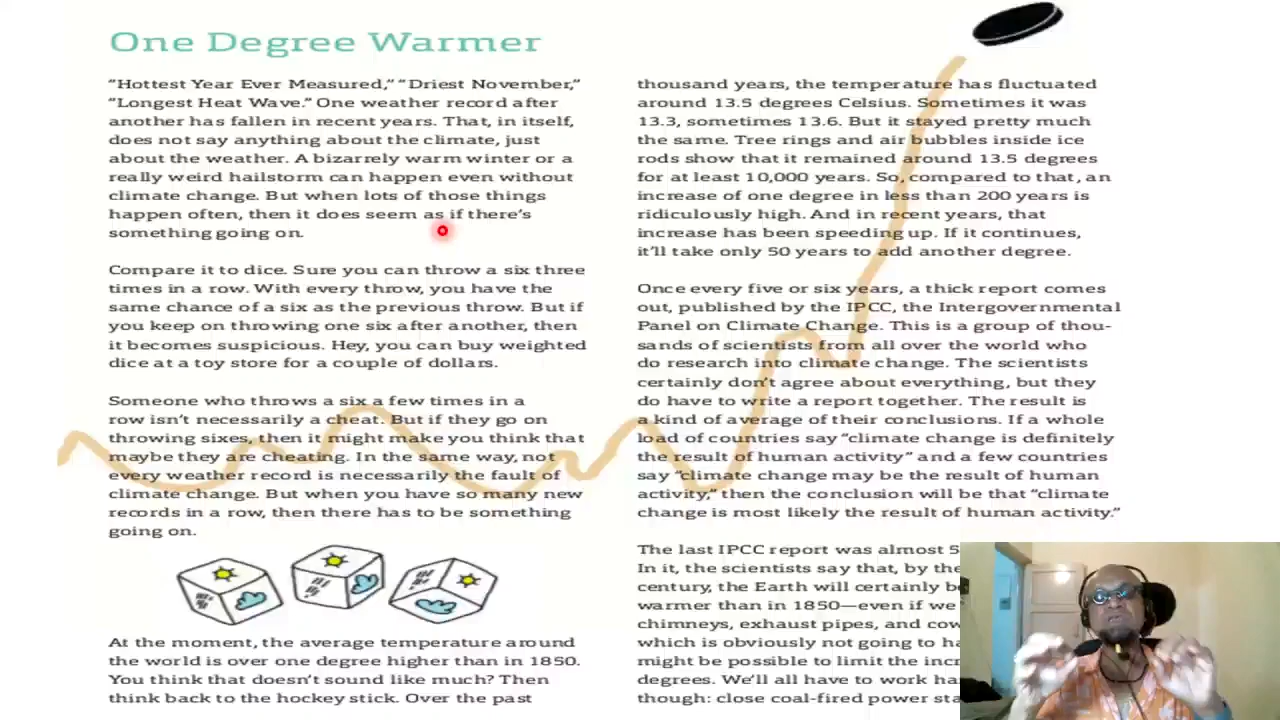 One Degree Warmer
“Hottest Year Ever Measured,” “Driest November,”
“Longest Heat Wave.” One weather record after
another has fallen in recent years. That, in itself,
does not say anything about the climate, just
about the weather. A bizarrely warm winter or a
really weird hailstorm can happen even without
climate change. But when lots of those things
happen often, then it does seem as if there’s
something going on.
Compare it to dice. Sure you can throw a six three
times in a row. With every throw, you have the
same chance of a six as the previous throw. But if
you keep on throwing one six after another, then
it becomes suspicious. Hey, you can buy weighted
dice at a toy store for a couple of dollars.
Someone who throws a six a few times in a
row isn’t necessarily a cheat. But if they go on
throwing sixes, then it might make you think that
maybe they are cheating. In the same way, not
every weather record is necessarily the fault of
climate change. But when you have so many new
records in a row, then there has to be something
going on.
At the moment, the average temperature around
the world is over one degree higher than in 1850.
You think that doesn’t sound like much? Then
think back to the hockey stick. Over the past
thousand years, the temperature has fluctuated
around 13.5 degrees Celsius. Sometimes it was
13.3, sometimes 13.6. But it stayed pretty much
the same. Tree rings and air bubbles inside ice
rods show that it remained around 13.5 degrees
for at least 10,000 years. So, compared to that, an
increase of one degree in less than 200 years is
ridiculously high. And in recent years, that
increase has been speeding up. If it continues,
it’ll take only 50 years to add another degree.
Once every five or six years, a thick report comes
out, published by the IPCC, the Intergovernmental
Panel on Climate Change. This is a group of thou-
sands of scientists from all over the world who
do research into climate change. The scientists
certainly don’t agree about everything, but they
do have to write a report together. The result is
a kind of average of their conclusions. If a whole
load of countries say “climate change is definitely
the result of human activity” and a few countries
say “climate change may be the result of human
activity,” then the conclusion will be that “climate
change is most likely the result of human activity.”
The last IPCC report was almost
In it, the scientists say that, by the
century, the Earth will certainly
warmer than in 1850—even if we
chimneys, exhaust pipes, and
which is obviously not going to
might be possible to limit the
degrees. We’ll all have to work
though: close coal-fired power